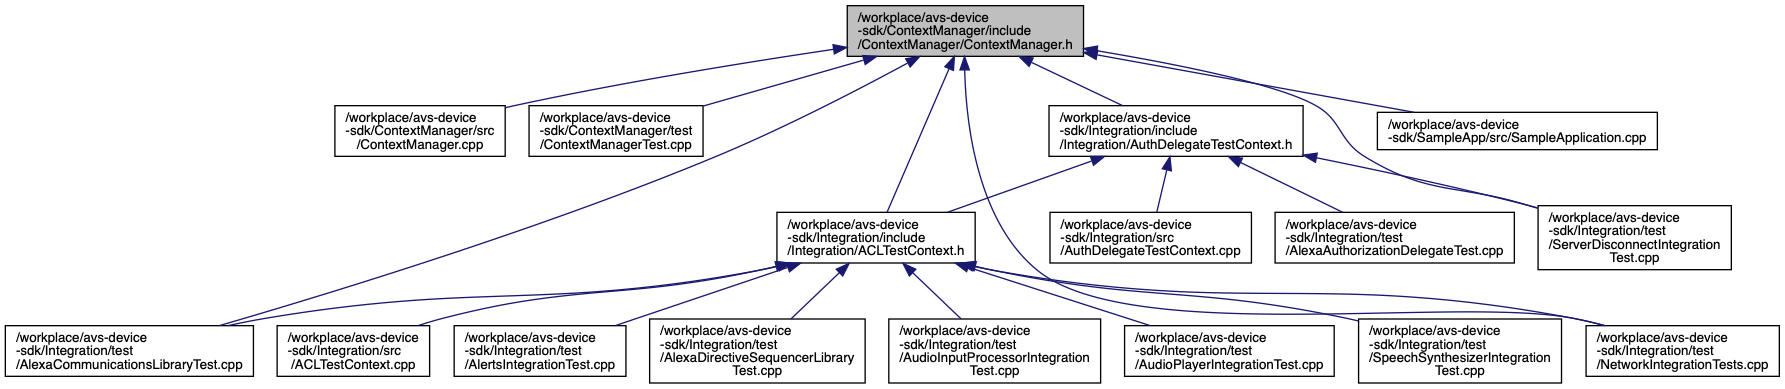 /workplace/avs-device
-sdk/ContextManager/include
/ContextManager/ContextManager.h
/workplace/avs-device
-sdk/ContextManager/src
/ContextManager.cpp
/workplace/avs-device
-sdk/ContextManager/test
/ContextManagerTest.cpp
/workplace/avs-device
-sdk/Integration/include
/Integration/AuthDelegateTestContext.h
/workplace/avs-device
-sdk/SampleApp/src/SampleApplication.cpp
/workplace/avs-device
-sdk/Integration/include
/Integration/ACLTestContext.h
/workplace/avs-device
-sdk/Integration/src
/AuthDelegateTestContext.cpp
/workplace/avs-device
-sdk/Integration/test
/AlexaAuthorizationDelegateTest.cpp
/workplace/avs-device
-sdk/Integration/test
/ServerDisconnectIntegration
Test.cpp
/workplace/avs-device
-sdk/Integration/test
/AlexaCommunicationsLibraryTest.cpp
/workplace/avs-device
-sdk/Integration/src
/ACLTestContext.cpp
/workplace/avs-device
-sdk/Integration/test
/AlertsIntegrationTest.cpp
/workplace/avs-device
-sdk/Integration/test
/AlexaDirectiveSequencerLibrary
Test.cpp
/workplace/avs-device
-sdk/Integration/test
/AudioInputProcessorIntegration
Test.cpp
/workplace/avs-device
-sdk/Integration/test
/AudioPlayerIntegrationTest.cpp
/workplace/avs-device
-sdk/Integration/test
/SpeechSynthesizerIntegration
Test.cpp
/workplace/avs-device
-sdk/Integration/test
/NetworkIntegrationTests.cpp